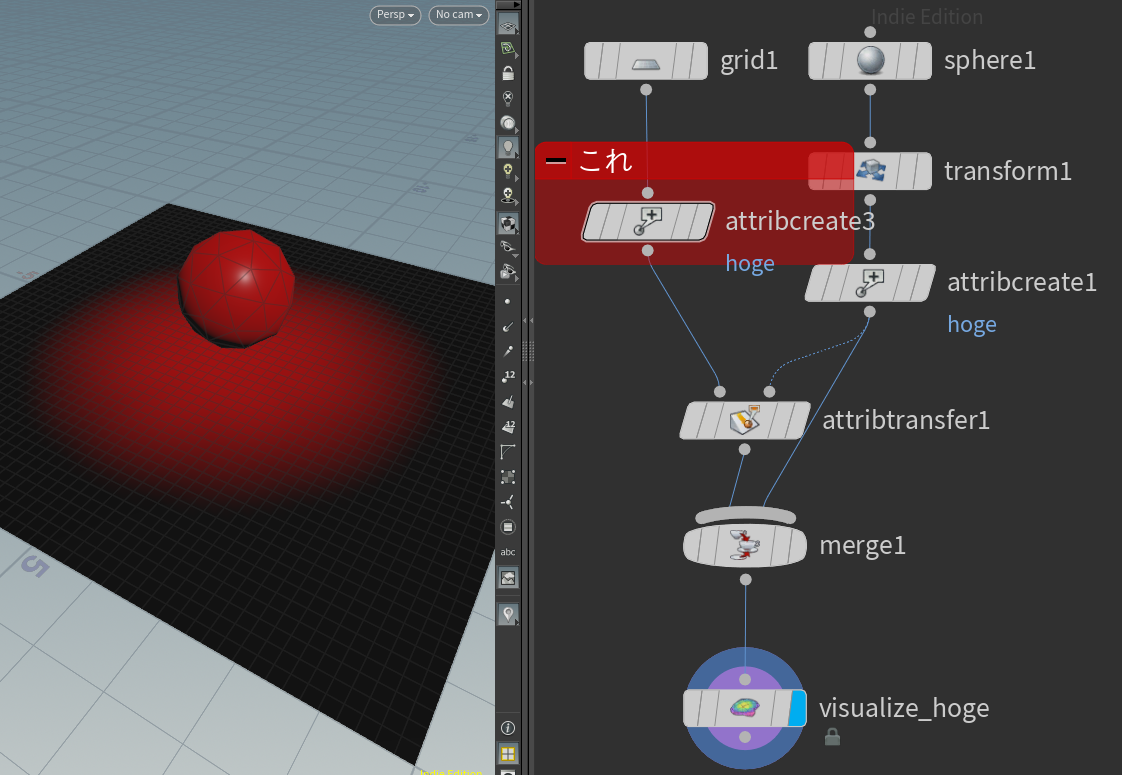 Persp
No cam
12
12
abc
5
Indie Edition
Indie Edition
grid1
sphere1
これ
transform1
attribcreate3
hoge
attribcreate1
hoge
attribtransfer1
merge1
visualize_hoge